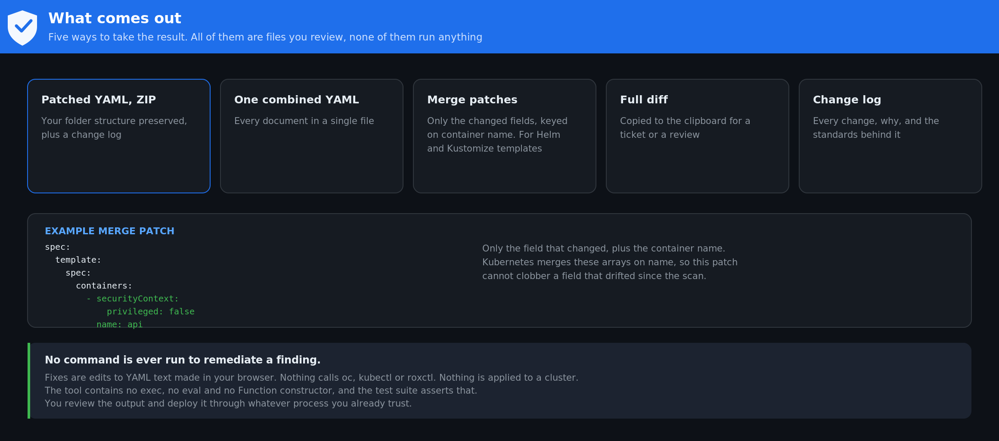 What comes out
Five ways to take the result. All of them are files you review, none of them run anything
Patched YAML, ZIP
Your folder structure preserved,
plus a change log
One combined YAML
Every document in a single file
Merge patches
Only the changed fields, keyed
on container name. For Helm
and Kustomize templates
Full diff
Copied to the clipboard for a
ticket or a review
Change log
Every change, why, and the
standards behind it
EXAMPLE MERGE PATCH
spec:
  template:
    spec:
      containers:
        - securityContext:
            privileged: false
          name: api
Only the field that changed, plus the container name.
Kubernetes merges these arrays on name, so this patch
cannot clobber a field that drifted since the scan.
No command is ever run to remediate a finding.
Fixes are edits to YAML text made in your browser. Nothing calls oc, kubectl or roxctl. Nothing is applied to a cluster.
The tool contains no exec, no eval and no Function constructor, and the test suite asserts that.
You review the output and deploy it through whatever process you already trust.